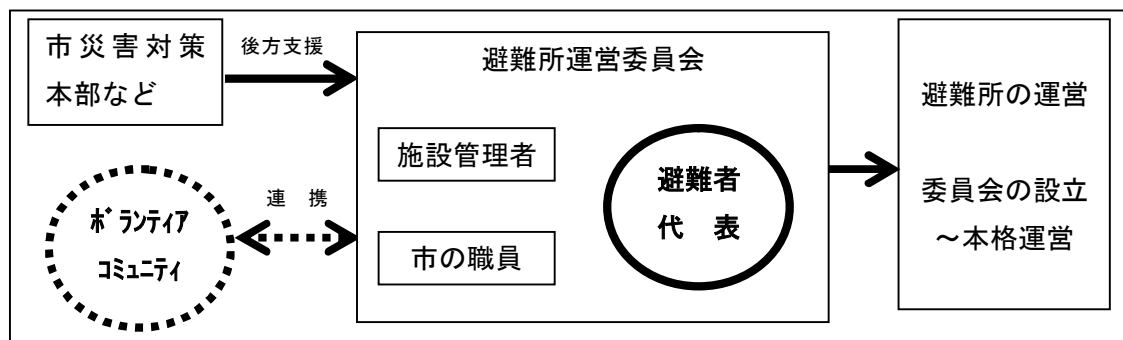 市災害対策
本部など
後方支援
避難所運営委員会
施設管理者
市の職員
避難者
代　表
連　携
ﾎﾞﾗﾝﾃｨｱ
ｺﾐｭﾆﾃｨ
避難所の運営
委員会の設立
～本格運営